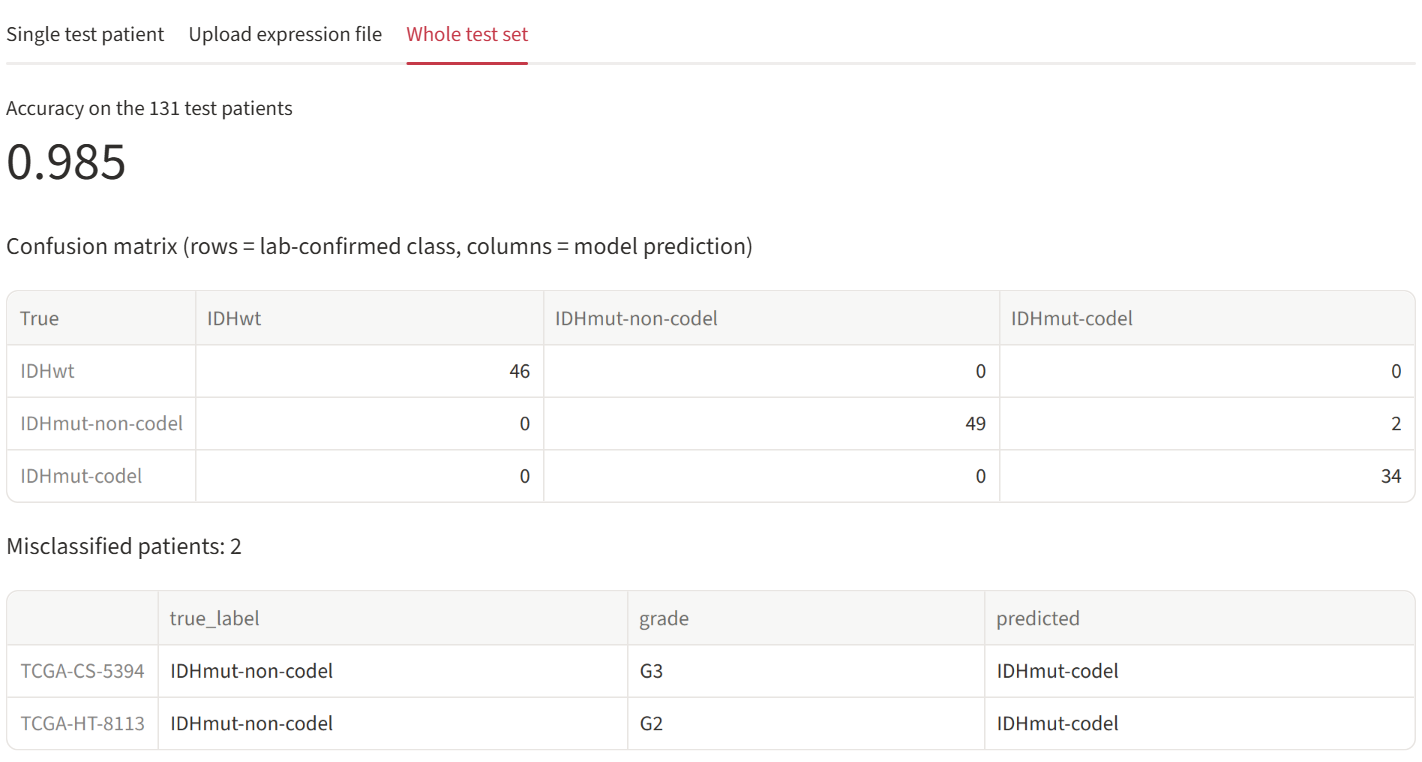 Single test patient Upload expression file Whole test set
Accuracy on the 131 test patients
0.985
Confusion matrix (rows = lab-confirmed class, columns = model prediction)
True IDHwt IDHmut-non-codel IDHmut-codel
IDHwt 46 0 0
IDHmut-non-codel 0 49 2
IDHmut-codel 0 0 34
Misclassified patients: 2
true_label grade predicted
TCGA-CS-5394 IDHmut-non-codel G3 IDHmut-codel
TCGA-HT-8113 IDHmut-non-codel G2 IDHmut-codel